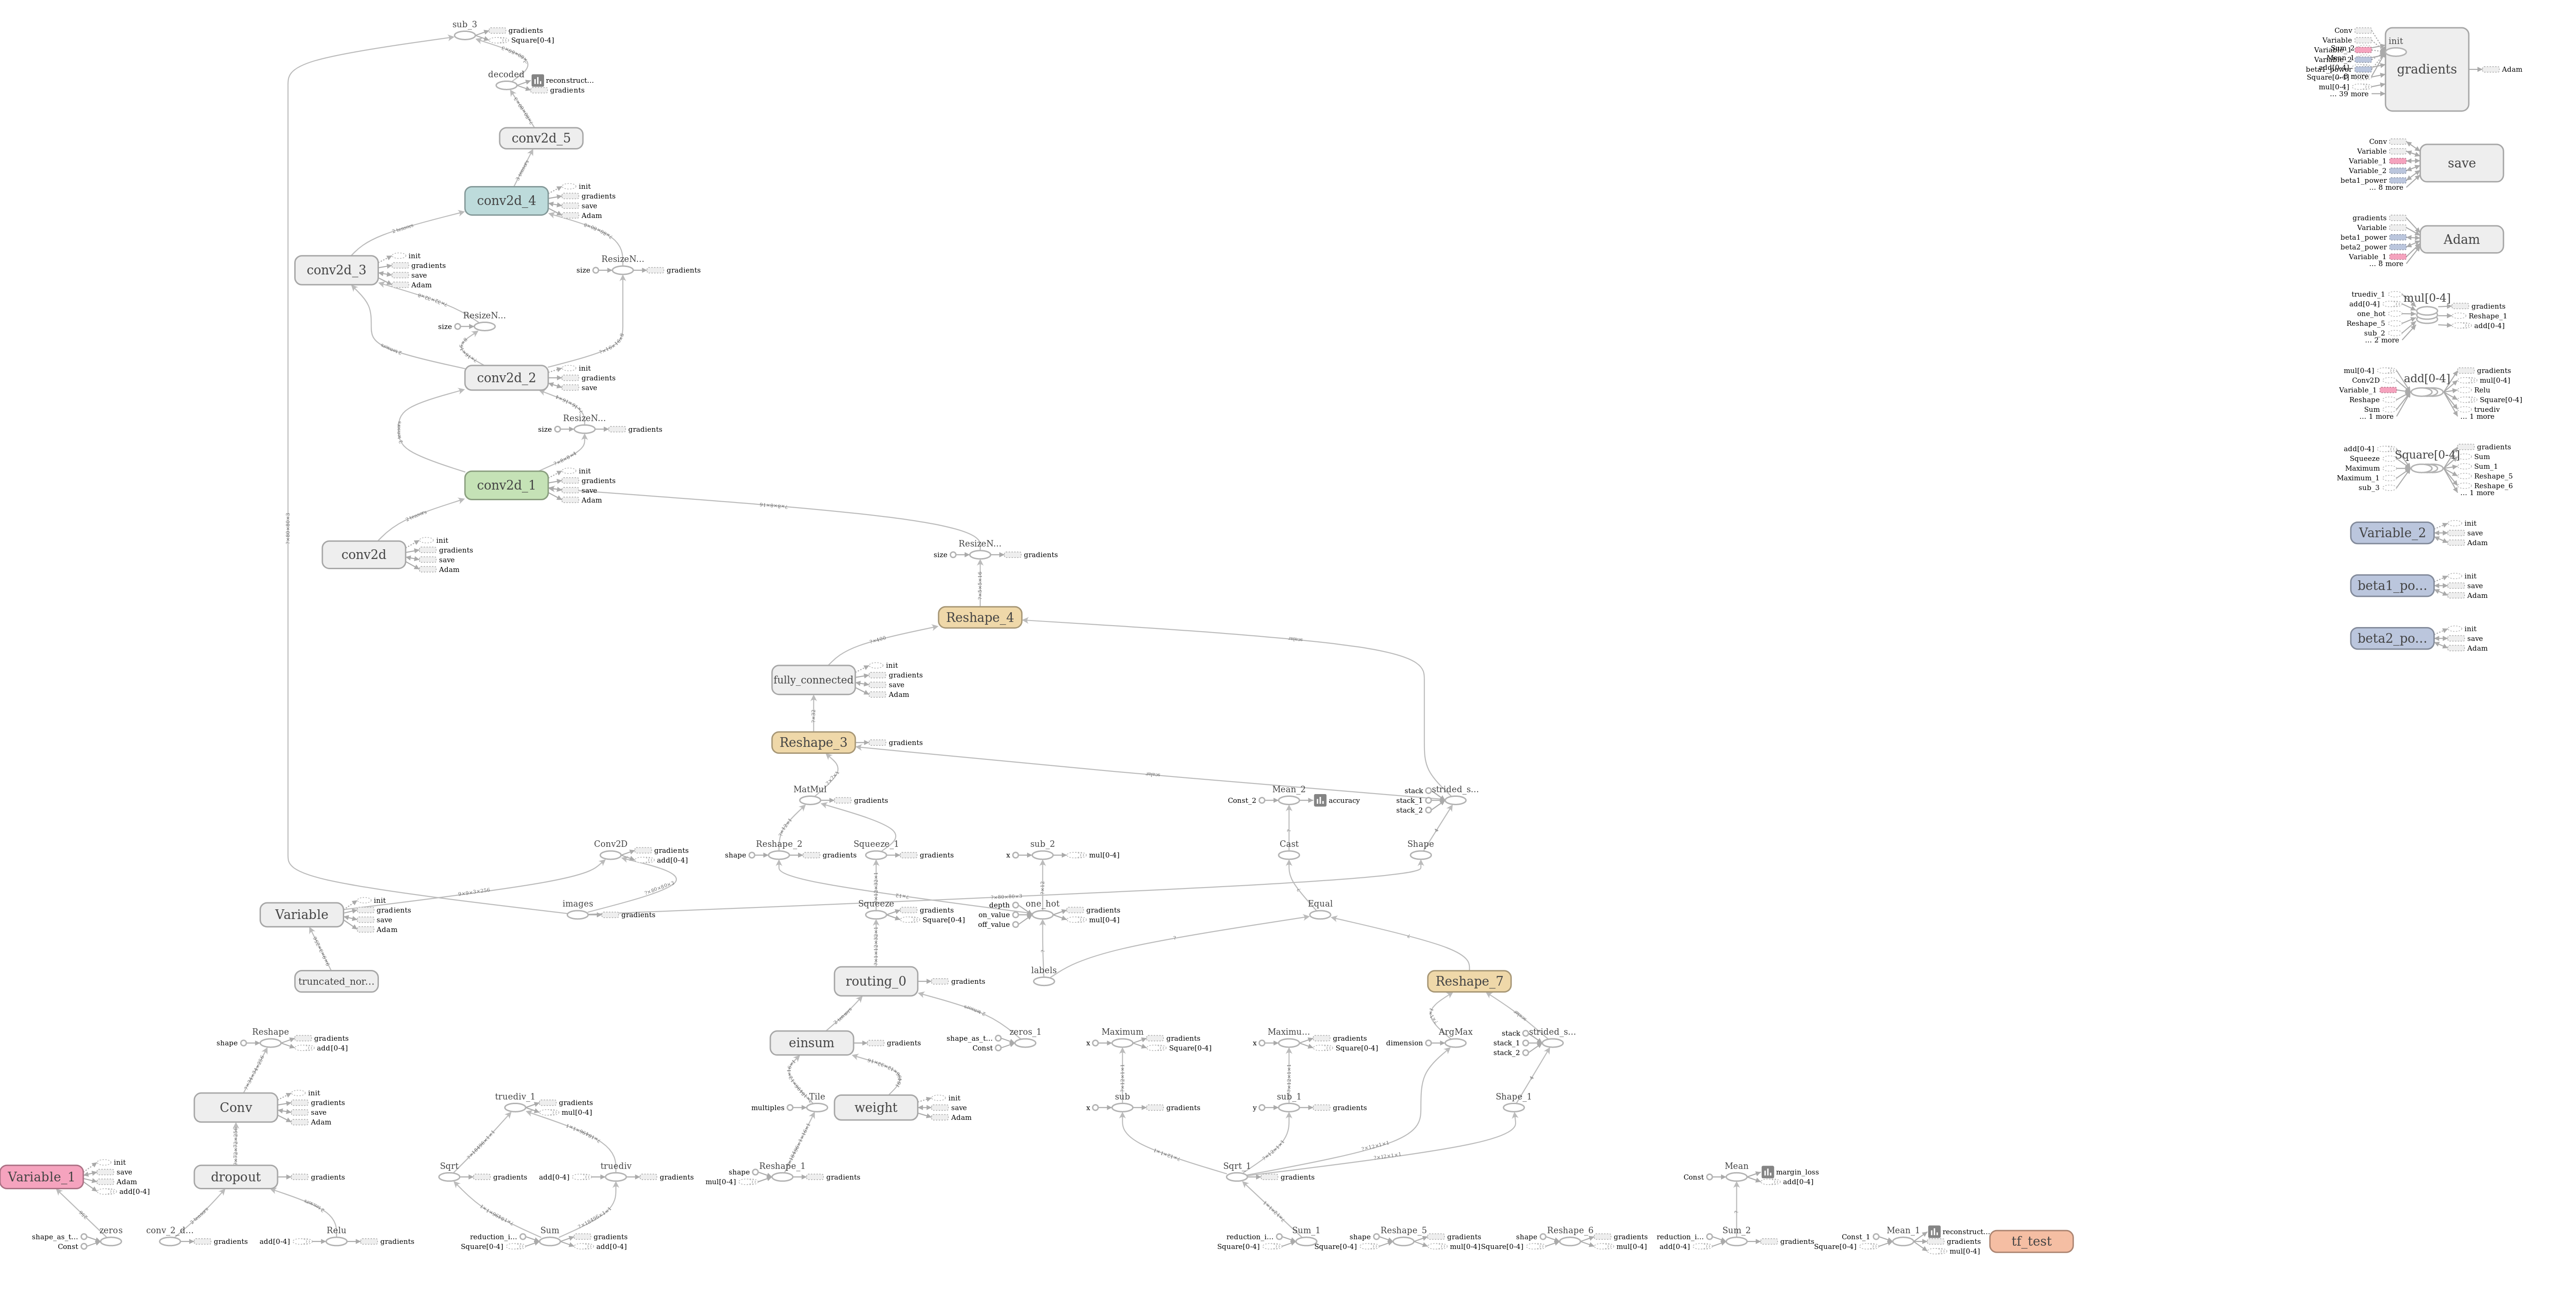 sub_3
gradients
Square[0-4]
decoded
reconstruct...
gradients
conv2d_5
conv2d_4
init
gradients
save
Adam
conv2d_3
init
gradients
save
Adam
ResizeN...
size
gradients
ResizeN...
size
conv2d_2
init
gradients
save
ResizeN...
size
gradients
conv2d_1
init
gradients
save
Adam
conv2d
init
gradients
save
Adam
ResizeN...
size
gradients
Reshape_4
fully_connected
init
gradients
save
Adam
Reshape_3
gradients
MatMul
gradients
Mean_2
Const_2
accuracy
strided_s...
stack
stack_1
stack_2
Conv2D
gradients
add[0-4]
Reshape_2
shape
gradients
Squeeze_1
gradients
sub_2
x
mul[0-4]
Cast
Shape
Variable
init
gradients
save
Adam
images
gradients
Squeeze
gradients
Square[0-4]
one_hot
depth
on_value
off_value
gradients
mul[0-4]
Equal
truncated_nor...
routing_0
gradients
labels
Reshape_7
Reshape
shape
gradients
add[0-4]
einsum
gradients
zeros_1
shape_as_t...
Const
Maximum
x
gradients
Square[0-4]
Maximu...
x
gradients
Square[0-4]
ArgMax
dimension
strided_s...
stack
stack_1
stack_2
Conv
init
gradients
save
Adam
truediv_1
gradients
mul[0-4]
Tile
multiples
weight
init
save
Adam
sub
x
gradients
sub_1
y
gradients
Shape_1
Variable_1
init
save
Adam
add[0-4]
dropout
gradients
Sqrt
gradients
truediv
add[0-4]
gradients
Reshape_1
shape
mul[0-4]
gradients
Sqrt_1
gradients
Mean
Const
margin_loss
add[0-4]
zeros
shape_as_t...
Const
conv_2_d...
gradients
Relu
add[0-4]
gradients
Sum
reduction_i...
Square[0-4]
gradients
add[0-4]
Sum_1
reduction_i...
Square[0-4]
Reshape_5
shape
Square[0-4]
gradients
mul[0-4]
Reshape_6
shape
Square[0-4]
gradients
mul[0-4]
Sum_2
reduction_i...
add[0-4]
gradients
Mean_1
Const_1
Square[0-4]
reconstruct...
gradients
mul[0-4]
tf_test
gradients
init
Conv
Variable
Variable_1
Variable_2
beta1_power
Square[0-4]
mul[0-4]
... 39 more
Adam
save
Conv
Variable
Variable_1
Variable_2
beta1_power
... 8 more
Adam
gradients
Variable
beta1_power
beta2_power
Variable_1
... 8 more
mul[0-4]
truediv_1
add[0-4]
one_hot
Reshape_5
sub_2
... 2 more
gradients
Reshape_1
add[0-4]
add[0-4]
mul[0-4]
Conv2D
Variable_1
Reshape
Sum
... 1 more
gradients
mul[0-4]
Relu
Square[0-4]
truediv
... 1 more
Square[0-4]
add[0-4]
Squeeze
Maximum
Maximum_1
sub_3
gradients
Sum
Sum_1
Reshape_5
Reshape_6
... 1 more
Variable_2
init
save
Adam
beta1_po...
init
save
Adam
beta2_po...
init
save
Adam